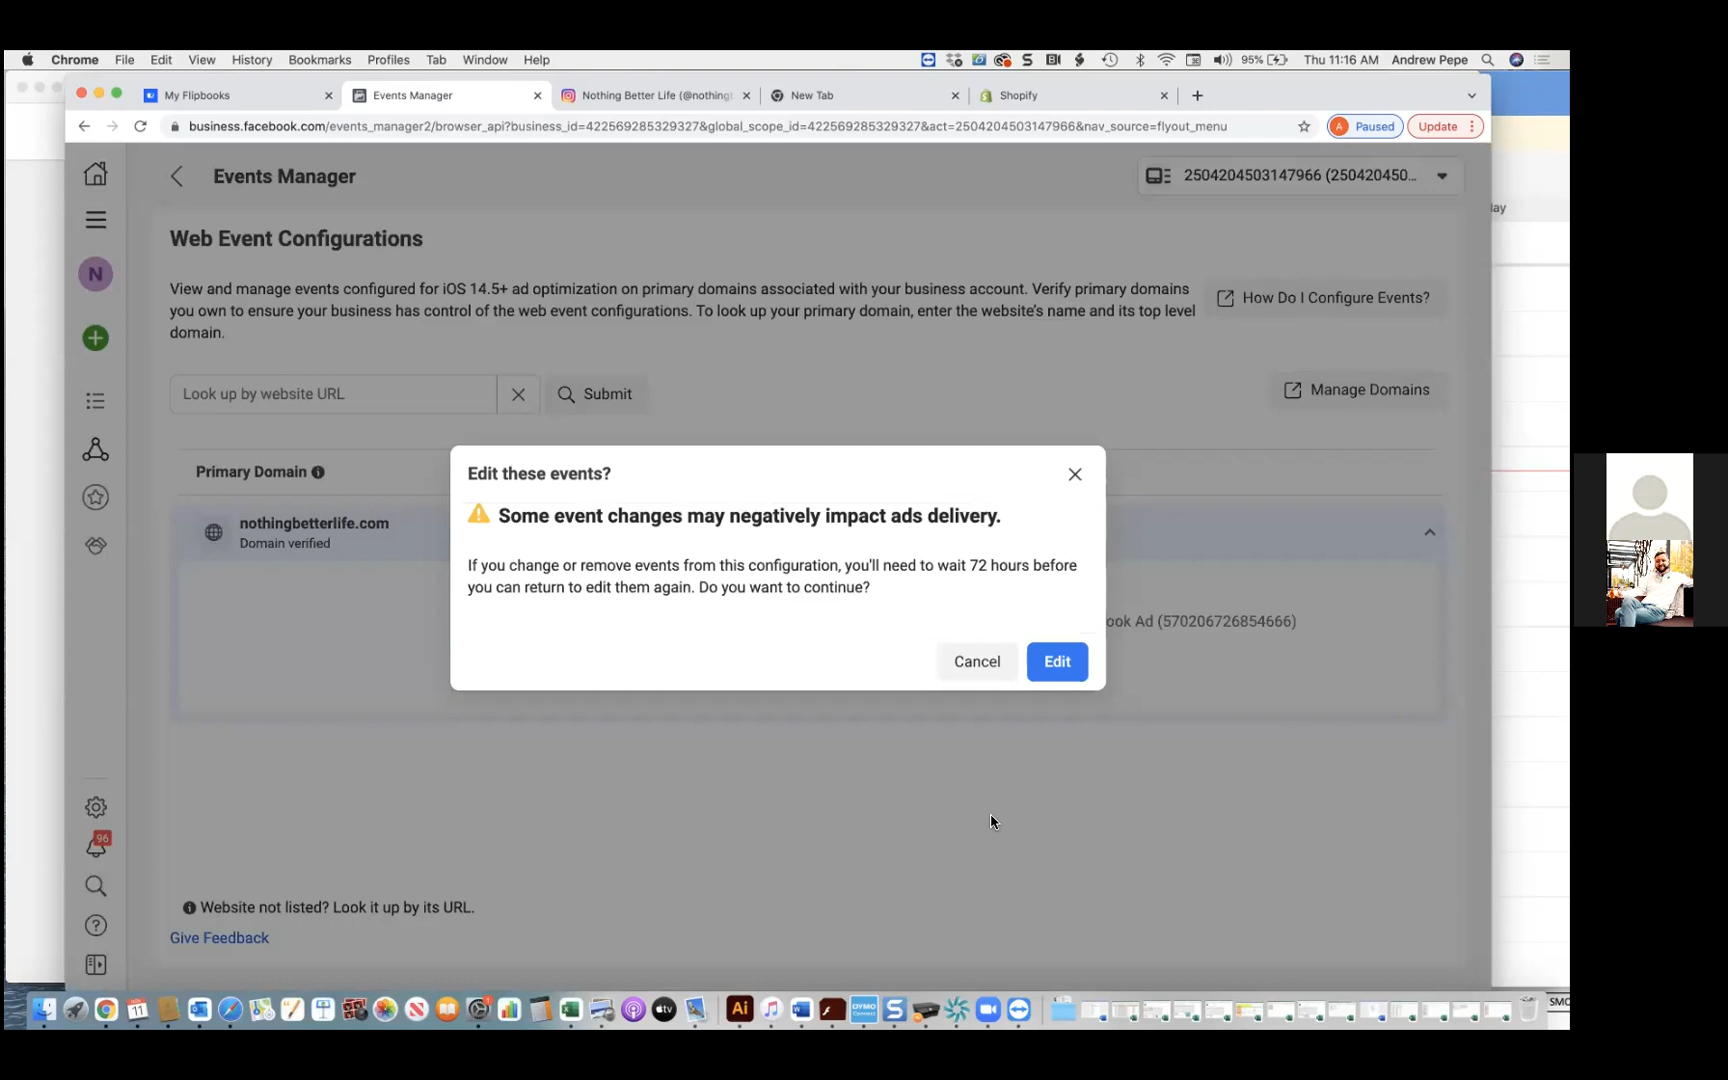 Chrome File Edit View History Bookmarks Profiles Tab Window Help 95% Thu 11:16 AM Andrew Pepe
My Flipbooks Events Manager Nothing Better Life (@nothingt New Tab Shopify
business.facebook.com/events_manager2/browser_api?business_id=422569285329327&global_scope_id=422569285329327&act=2504204503147966&nav_source=flyout_menu A Paused Update
Events Manager 2504204503147966 (250420450...
lay
Web Event Configurations
N
View and manage events configured for iOS 14.5+ ad optimization on primary domains associated with your business account. Verify primary domains
you own to ensure your business has control of the web event configurations. To look up your primary domain, enter the website's name and its top level
domain.
How Do I Configure Events?
Look up by website URL Submit Manage Domains
Primary Domain
nothingbetterlife.com
Domain verified
Edit these events?
Some event changes may negatively impact ads delivery.
If you change or remove events from this configuration, you'll need to wait 72 hours before
you can return to edit them again. Do you want to continue?
ook Ad (570206726854666)
Cancel Edit
96
Website not listed? Look it up by its URL.
Give Feedback
11 tv Ai DYMO S SMO